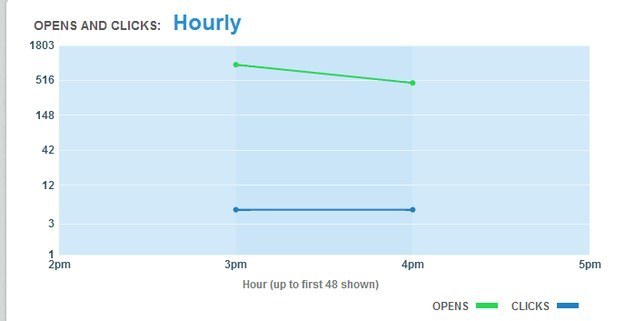 OPENS AND CLICKS: Hourly
1803
516
148
42
12
3
1
2pm 3pm 4pm 5pm
Hour (up to first 48 shown)
OPENS CLICKS